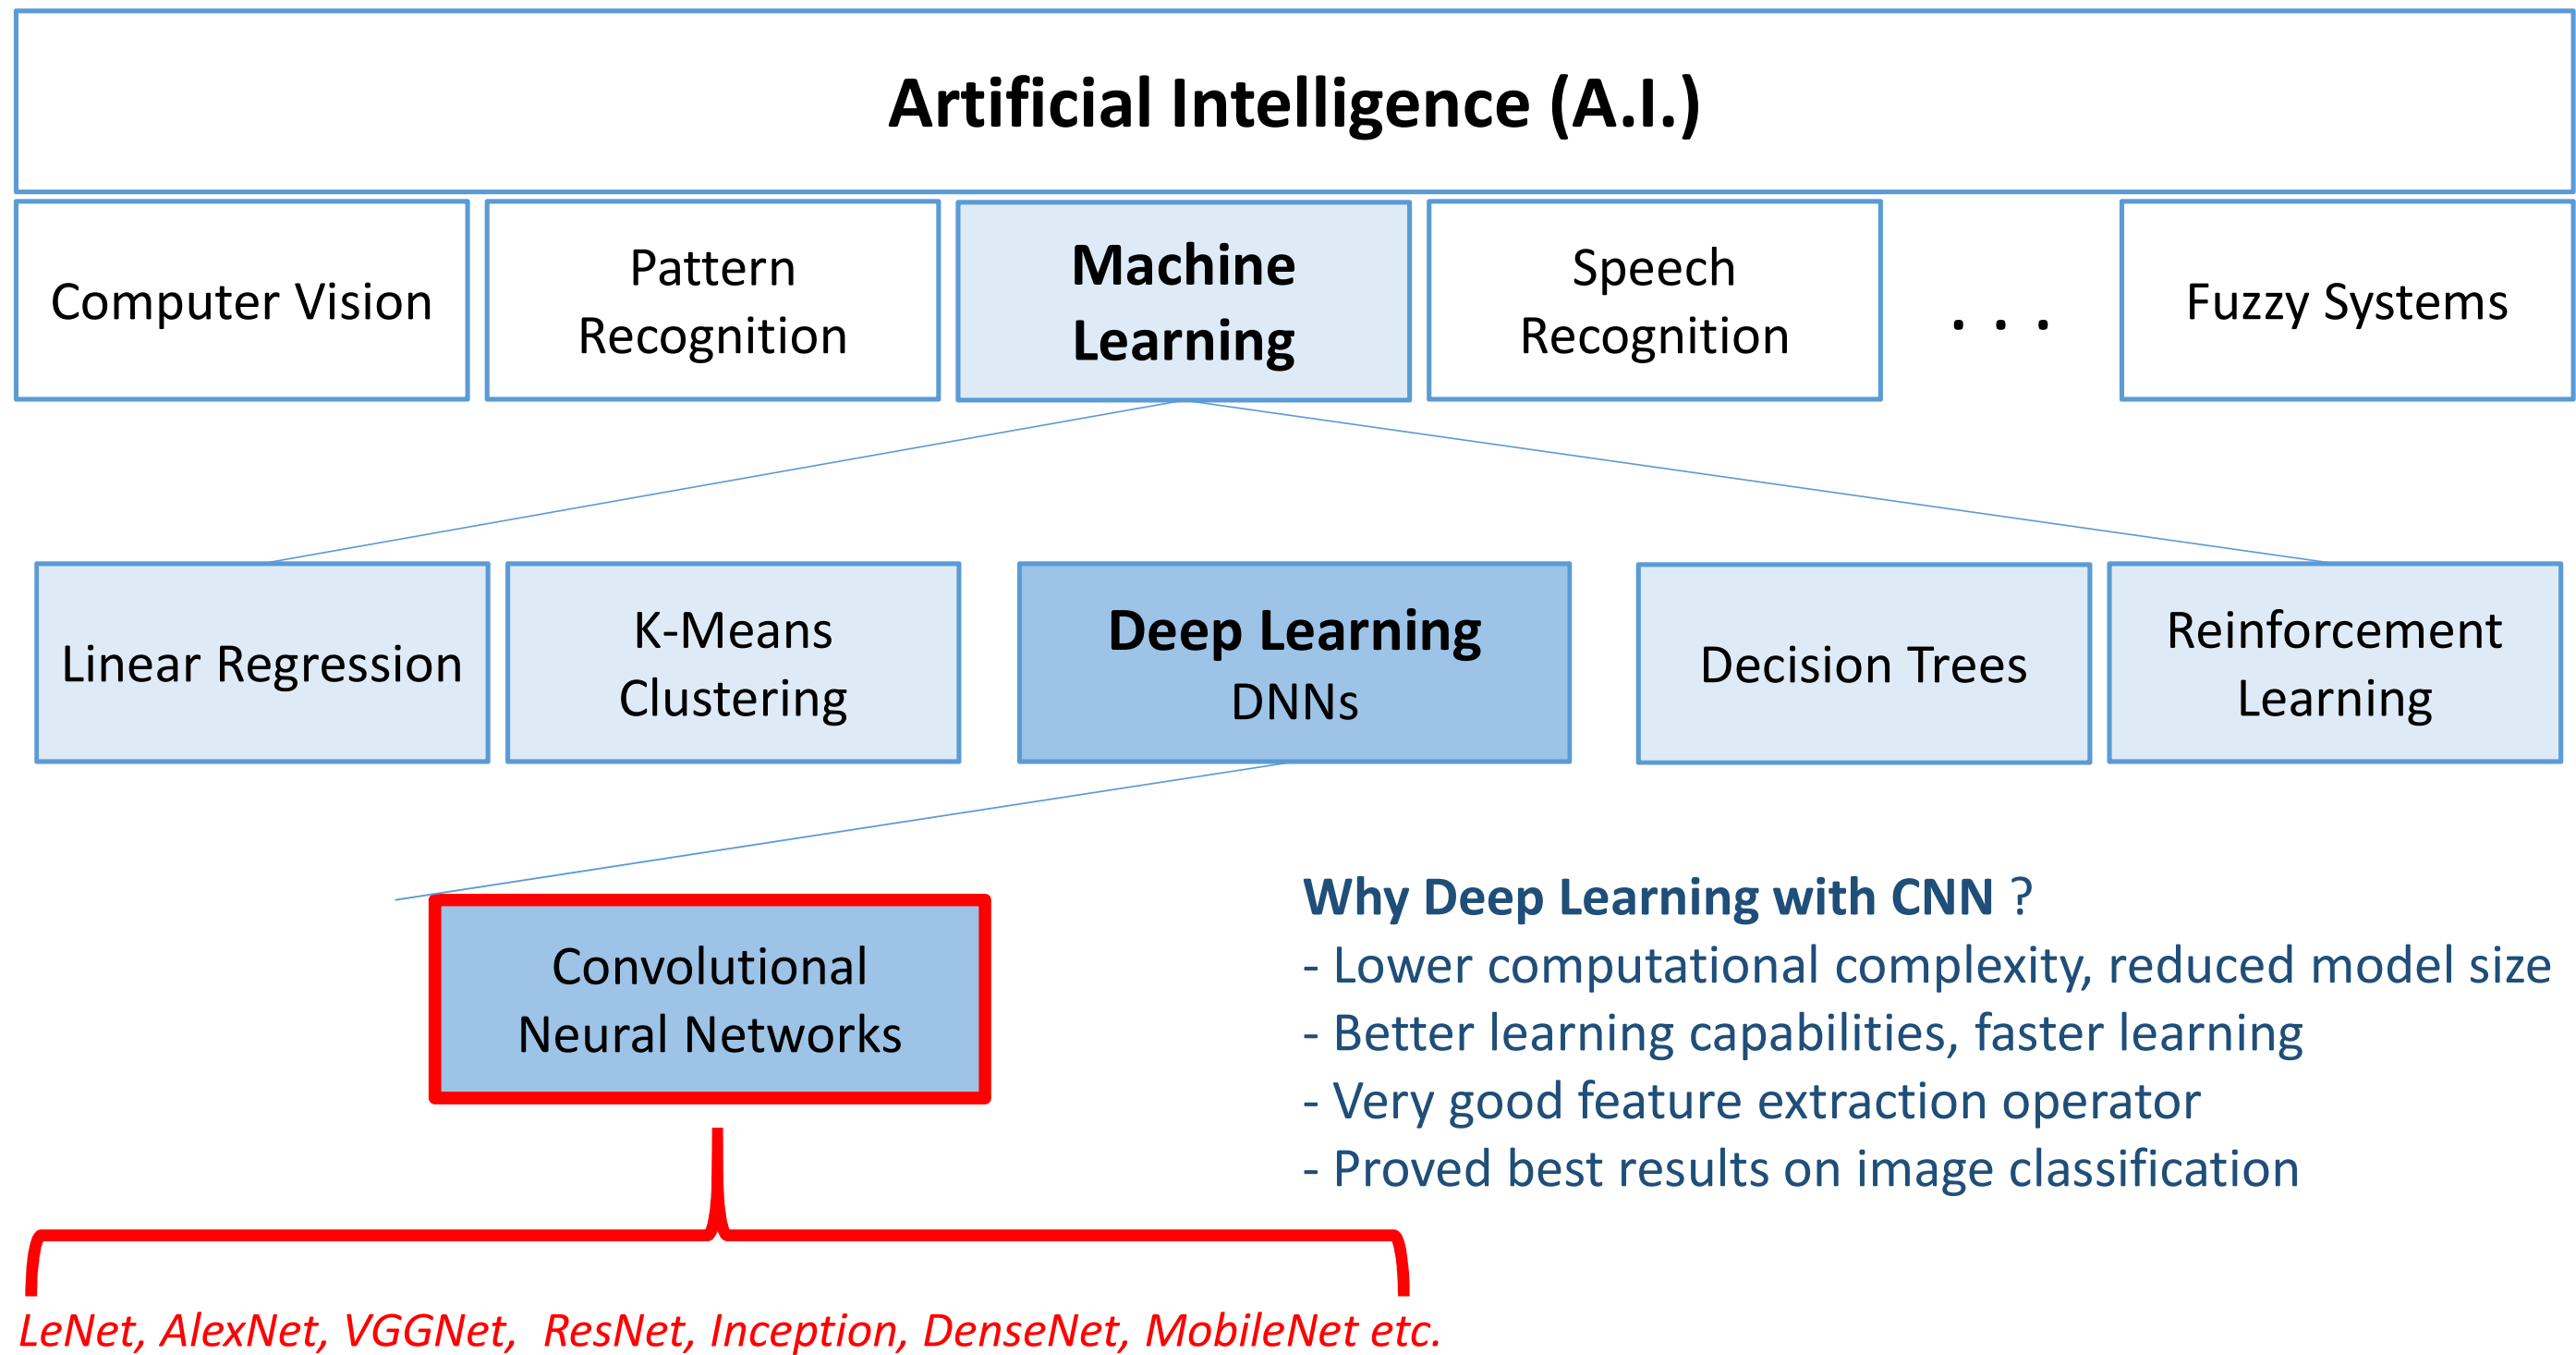 Artificial Intelligence (A.I.)
Computer Vision
Pattern
Recognition
Machine
Learning
Speech
Recognition
. . .
Fuzzy Systems
Linear Regression
K-Means
Clustering
Deep Learning
DNNs
Decision Trees
Reinforcement
Learning
Convolutional
Neural Networks
Why Deep Learning with CNN ?
- Lower computational complexity, reduced model size
- Better learning capabilities, faster learning
- Very good feature extraction operator
- Proved best results on image classification
LeNet, AlexNet, VGGNet, ResNet, Inception, DenseNet, MobileNet etc.